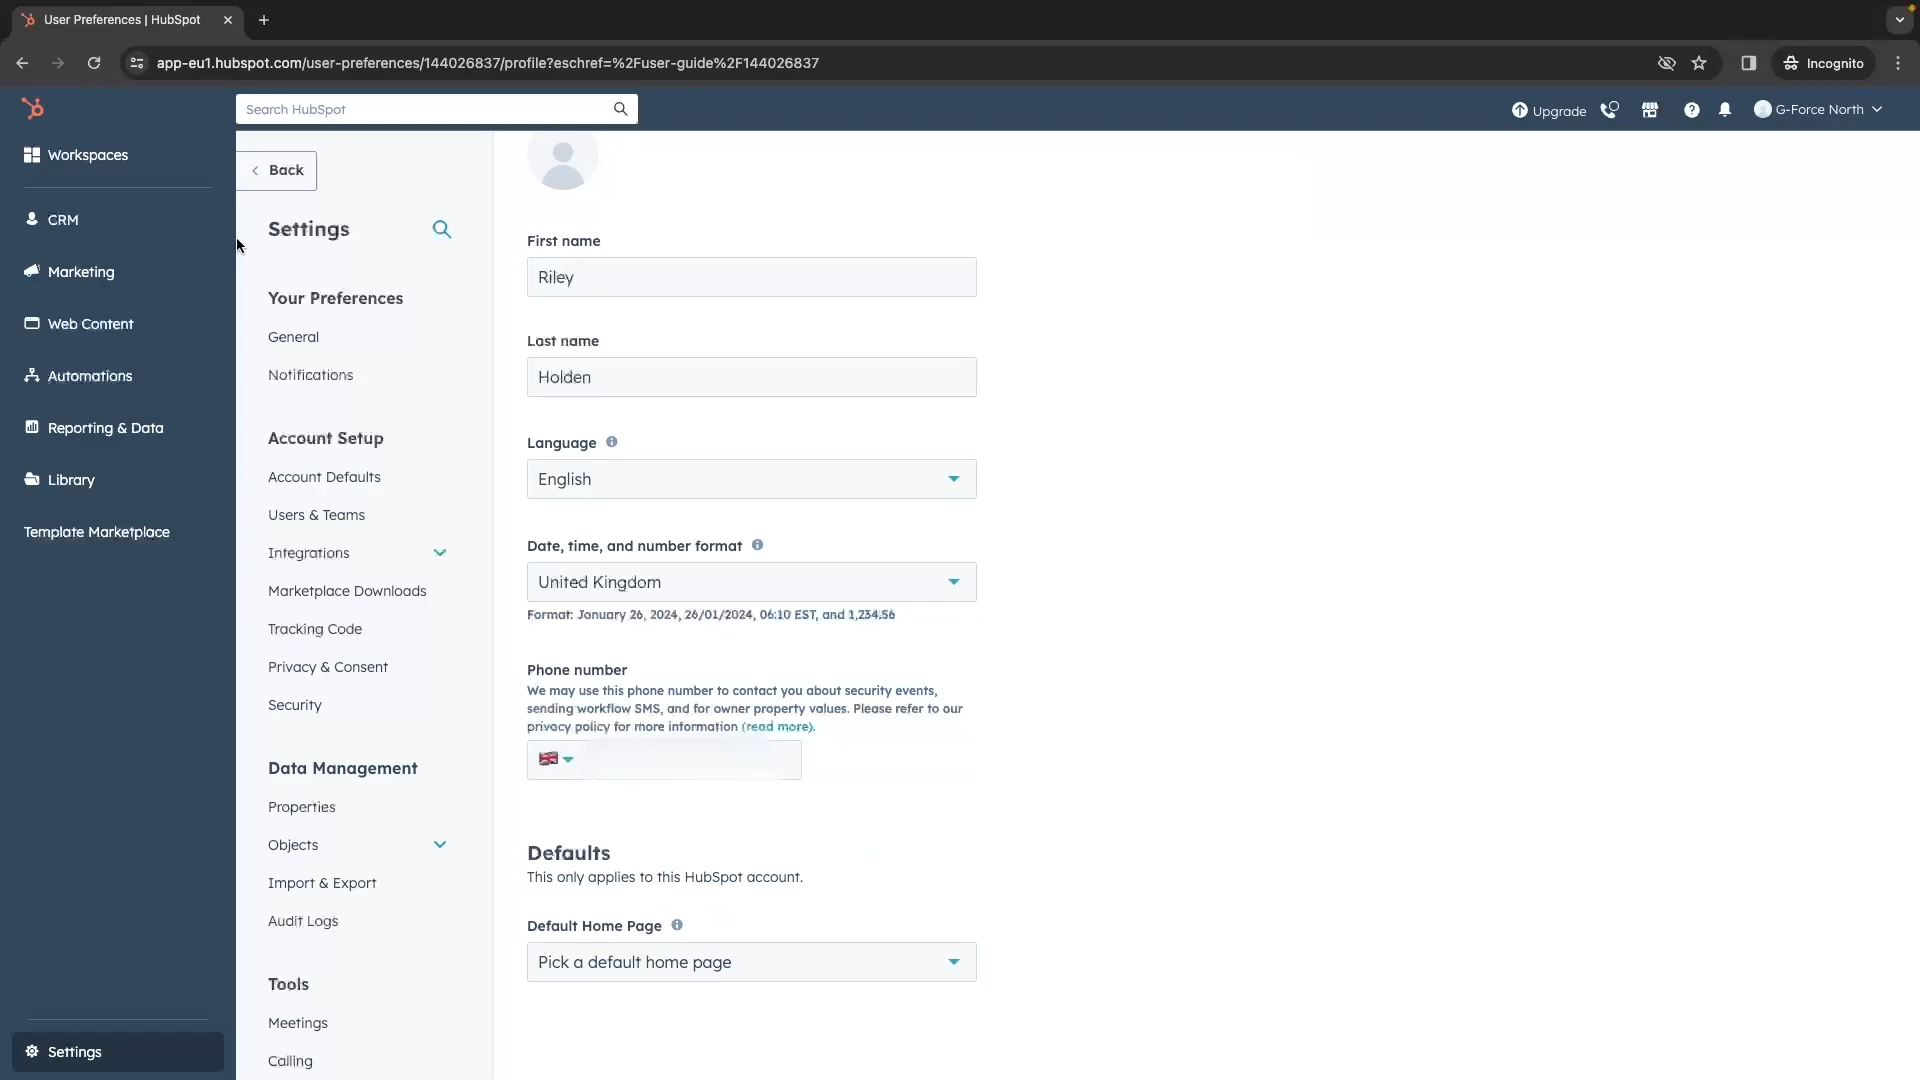 User Preferences | HubSpot
app-eu1.hubspot.com/user-preferences/144026837/profile?eschref=%2Fuser-guide%2F144026837
Incognito
Search HubSpot
Upgrade
G-Force North
Workspaces
CRM
Marketing
Web Content
Automations
Reporting & Data
Library
Template Marketplace
Settings
Back
Settings
Your Preferences
General
Notifications
Account Setup
Account Defaults
Users & Teams
Integrations
Marketplace Downloads
Tracking Code
Privacy & Consent
Security
Data Management
Properties
Objects
Import & Export
Audit Logs
Tools
Meetings
Calling
First name
Riley
Last name
Holden
Language
English
Date, time, and number format
United Kingdom
Format: January 26, 2024, 26/01/2024, 06:10 EST, and 1,234.56
Phone number
We may use this phone number to contact you about security events,
sending workflow SMS, and for owner property values. Please refer to our
privacy policy for more information (read more).
Defaults
This only applies to this HubSpot account.
Default Home Page
Pick a default home page